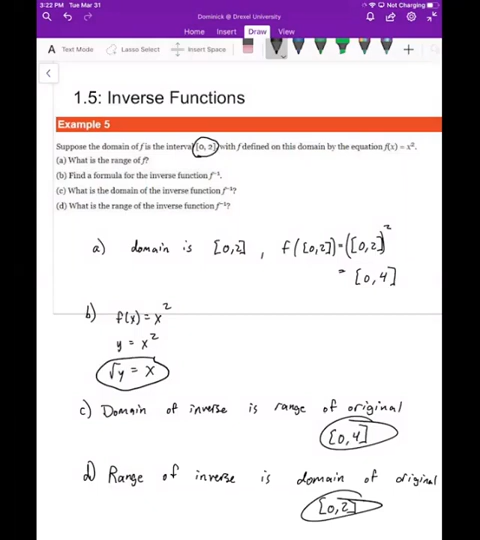 3:22 PM Tue Mar 31
Not Charging
Dominick @ Drexel University
Home Insert Draw View
A Text Mode Lasso Select Insert Space
1.5: Inverse Functions
Example 5
Suppose the domain of f is the interval [0, 2] with f defined on this domain by the equation f(x) = x².
(a) What is the range of f?
(b) Find a formula for the inverse function f⁻¹.
(c) What is the domain of the inverse function f⁻¹?
(d) What is the range of the inverse function f⁻¹?
a) domain is [0,2] , f([0,2]) = ([0,2])²
= [0,4]
b) f(x) = x²
y = x²
√y = x
c) Domain of inverse is range of original
[0,4]
d) Range of inverse is domain of original
[0,2]